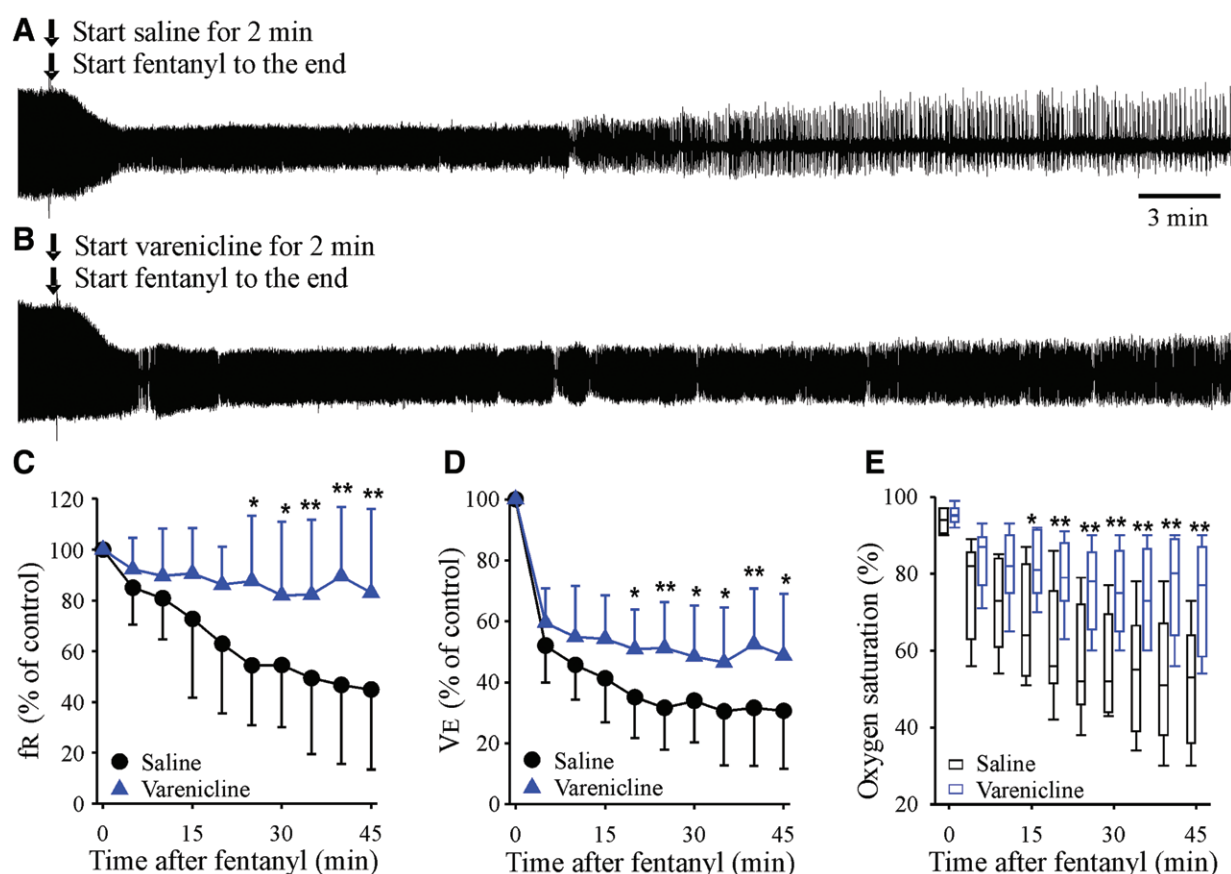 A
Start saline for 2 min
Start fentanyl to the end
3 min
B
Start varenicline for 2 min
Start fentanyl to the end
C
fR (% of control)
120
100
80
60
40
20
0
* * ** ** **
Saline
Varenicline
0 15 30 45
Time after fentanyl (min)
D
VE (% of control)
100
80
60
40
20
0
* ** * * ** *
Saline
Varenicline
0 15 30 45
Time after fentanyl (min)
E
Oxygen saturation (%)
100
80
60
40
20
* ** ** ** ** ** **
Saline
Varenicline
0 15 30 45
Time after fentanyl (min)